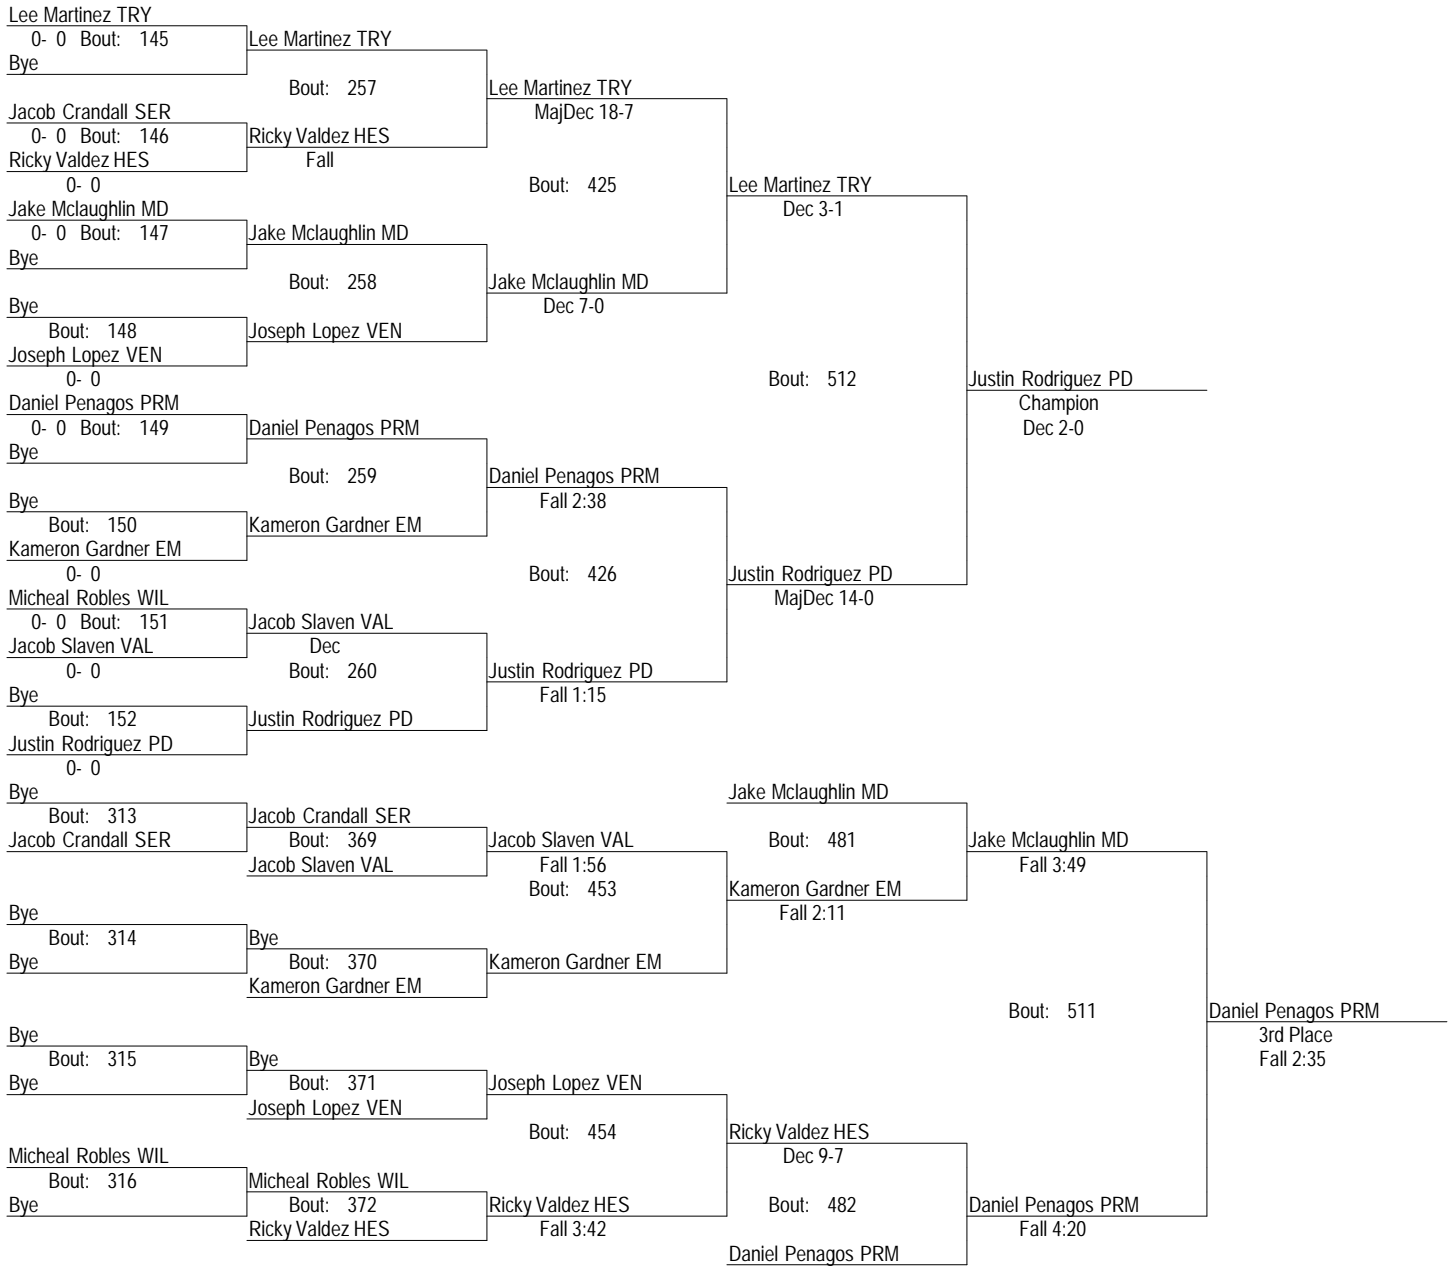 Lee Martinez TRY
0- 0 Bout: 145
Lee Martinez TRY
Bye
Bout: 257
Lee Martinez TRY
Jacob Crandall SER
MajDec 18-7
0- 0 Bout: 146
Ricky Valdez HES
Ricky Valdez HES
Fall
0- 0
Bout: 425
Lee Martinez TRY
Jake Mclaughlin MD
Dec 3-1
0- 0 Bout: 147
Jake Mclaughlin MD
Bye
Bout: 258
Jake Mclaughlin MD
Bye
Dec 7-0
Bout: 148
Joseph Lopez VEN
Joseph Lopez VEN
0- 0
Bout: 512
Justin Rodriguez PD
Daniel Penagos PRM
Champion
0- 0 Bout: 149
Daniel Penagos PRM
Dec 2-0
Bye
Bout: 259
Daniel Penagos PRM
Bye
Fall 2:38
Bout: 150
Kameron Gardner EM
Kameron Gardner EM
0- 0
Bout: 426
Justin Rodriguez PD
Micheal Robles WIL
MajDec 14-0
0- 0 Bout: 151
Jacob Slaven VAL
Jacob Slaven VAL
Dec
0- 0
Bout: 260
Justin Rodriguez PD
Bye
Fall 1:15
Bout: 152
Justin Rodriguez PD
Justin Rodriguez PD
0- 0
Bye
Jake Mclaughlin MD
Bout: 313
Jacob Crandall SER
Jacob Crandall SER
Bout: 369
Jacob Slaven VAL
Bout: 481
Jake Mclaughlin MD
Jacob Slaven VAL
Fall 1:56
Fall 3:49
Bout: 453
Kameron Gardner EM
Bye
Fall 2:11
Bout: 314
Bye
Bye
Bout: 370
Kameron Gardner EM
Kameron Gardner EM
Bout: 511
Daniel Penagos PRM
Bye
3rd Place
Bout: 315
Bye
Fall 2:35
Bye
Bout: 371
Joseph Lopez VEN
Joseph Lopez VEN
Bout: 454
Ricky Valdez HES
Micheal Robles WIL
Dec 9-7
Bout: 316
Micheal Robles WIL
Bye
Bout: 372
Ricky Valdez HES
Bout: 482
Daniel Penagos PRM
Ricky Valdez HES
Fall 3:42
Fall 4:20
Daniel Penagos PRM